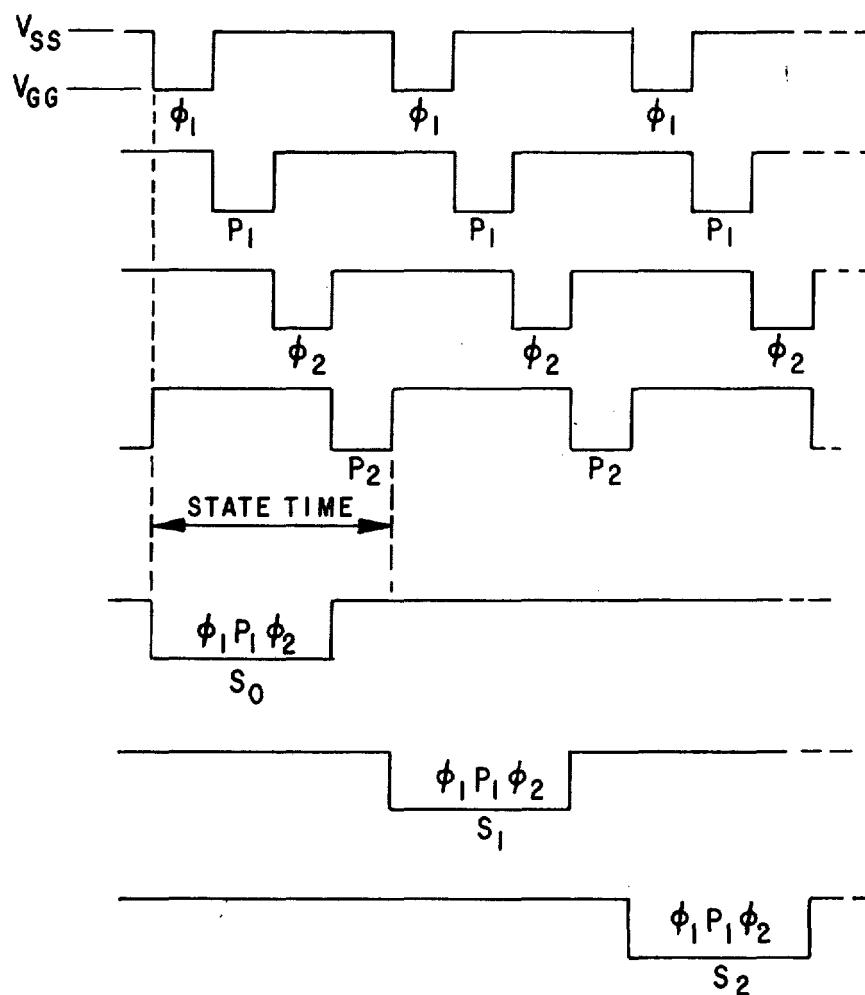 VSS
VGG
ϕ1 ϕ1 ϕ1
P1 P1 P1
ϕ2 ϕ2 ϕ2
P2 P2
STATE TIME
ϕ1 P1 ϕ2
S0
ϕ1 P1 ϕ2
S1
ϕ1 P1 ϕ2
S2